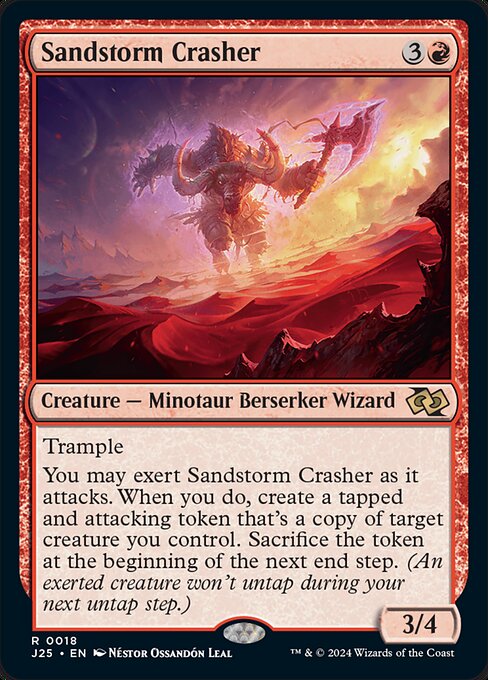 Sandstorm Crasher 3
Creature — Minotaur Berserker Wizard
Trample
You may exert Sandstorm Crasher as it
attacks. When you do, create a tapped
and attacking token that's a copy of target
creature you control. Sacrifice the token
at the beginning of the next end step. (An
exerted creature won't untap during your
next untap step.)
3/4
R 0018
J25 • EN Néstor Ossandón Leal ™ & © 2024 Wizards of the Coast